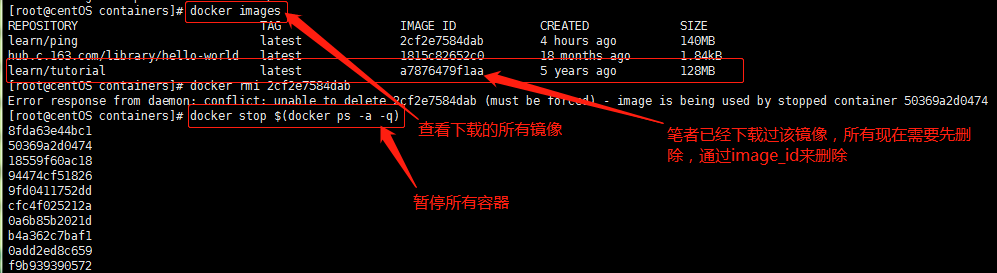 [root@centOS containers]# docker images
REPOSITORY TAG IMAGE ID CREATED SIZE
learn/ping latest 2cf2e7584dab 4 hours ago 140MB
hub.c.163.com/library/hello-world latest 1815c82652c0 18 months ago 1.84kB
learn/tutorial latest a7876479f1aa 5 years ago 128MB
[root@centOS containers]# docker rmi 2cf2e7584dab
Error response from daemon: conflict: unable to delete 2cf2e7584dab (must be forced) - image is being used by stopped container 50369a2d0474
[root@centOS containers]# docker stop $(docker ps -a -q)
查看下载的所有镜像
笔者已经下载过该镜像，所有现在需要先删
除，通过image_id来删除
8fda63e44bc1
50369a2d0474
18559f60ac18
94474cf51826
9fd0411752dd
暂停所有容器
cfc4f025212a
0a6b85b2021d
b4a362c7baf1
0add2ed8c659
f9b939390572